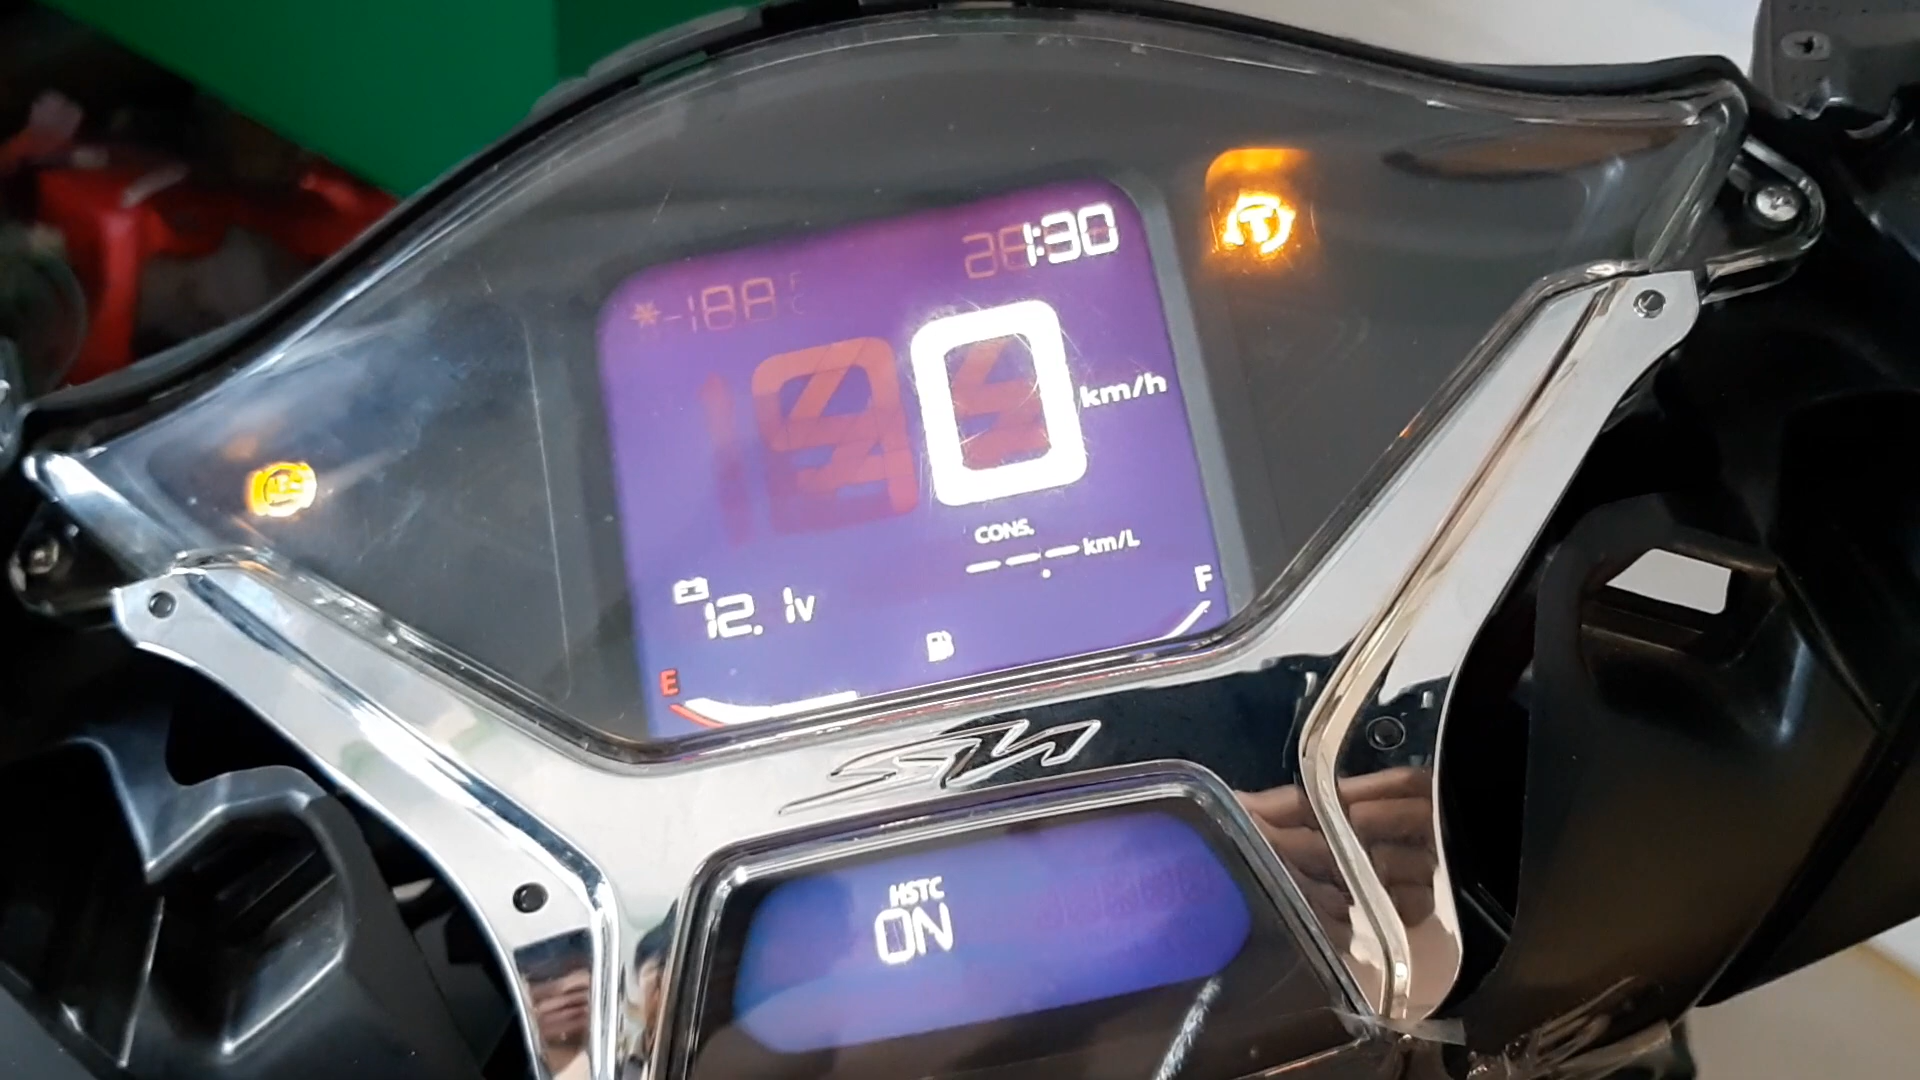 1:30
0 km/h
CONS.
--.- km/L
12.1v
E
F
SH
HSTC
ON